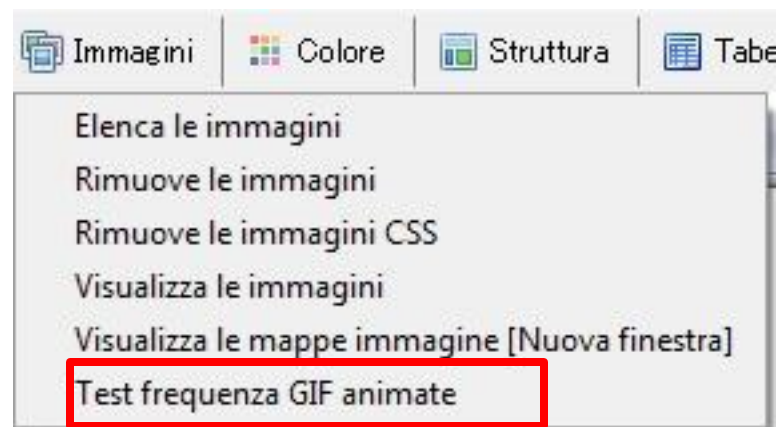 Immagini Colore Struttura Tabe
Elenca le immagini
Rimuove le immagini
Rimuove le immagini CSS
Visualizza le immagini
Visualizza le mappe immagine [Nuova finestra]
Test frequenza GIF animate